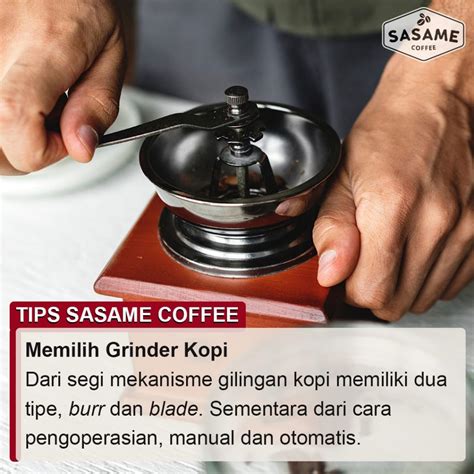 SASAME
COFFEE
TIPS SASAME COFFEE
Memilih Grinder Kopi
Dari segi mekanisme gilingan kopi memiliki dua
tipe, burr dan blade. Sementara dari cara
pengoperasian, manual dan otomatis.